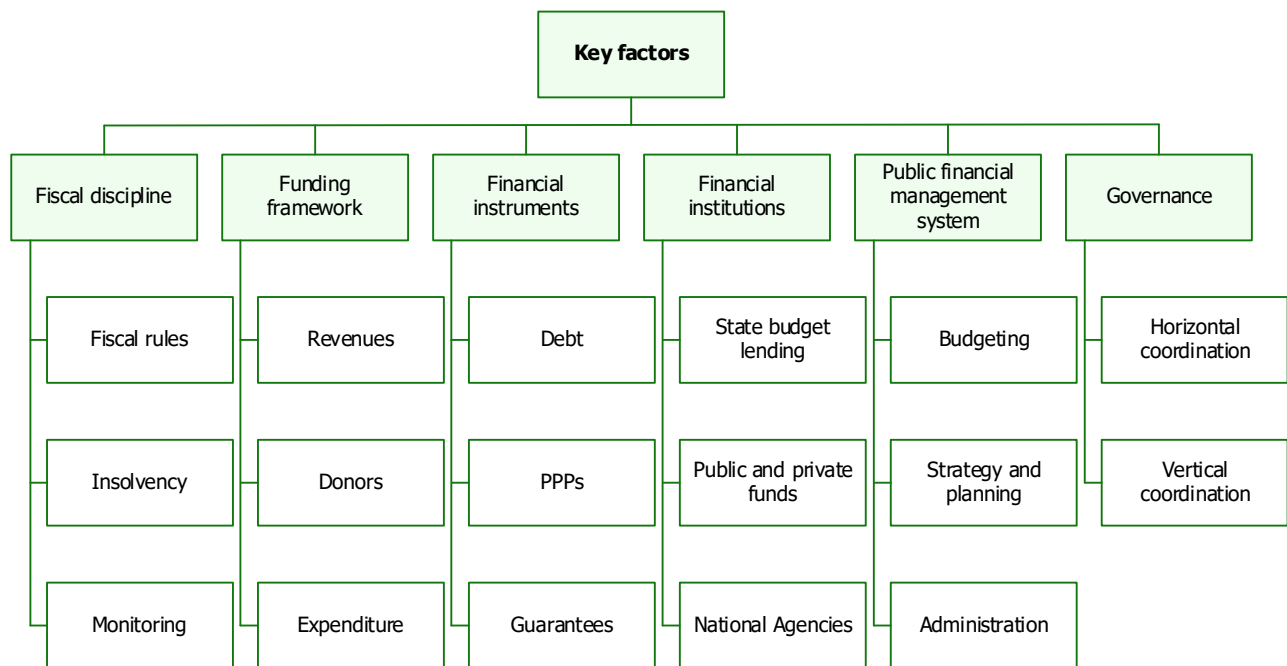 Key factors
Fiscal discipline
Funding
framework
Financial
instruments
Financial
institutions
Public financial
management
system
Governance
Fiscal rules
Revenues
Debt
State budget
lending
Budgeting
Horizontal
coordination
Insolvency
Donors
PPPs
Public and private
funds
Strategy and
planning
Vertical
coordination
Monitoring
Expenditure
Guarantees
National Agencies
Administration